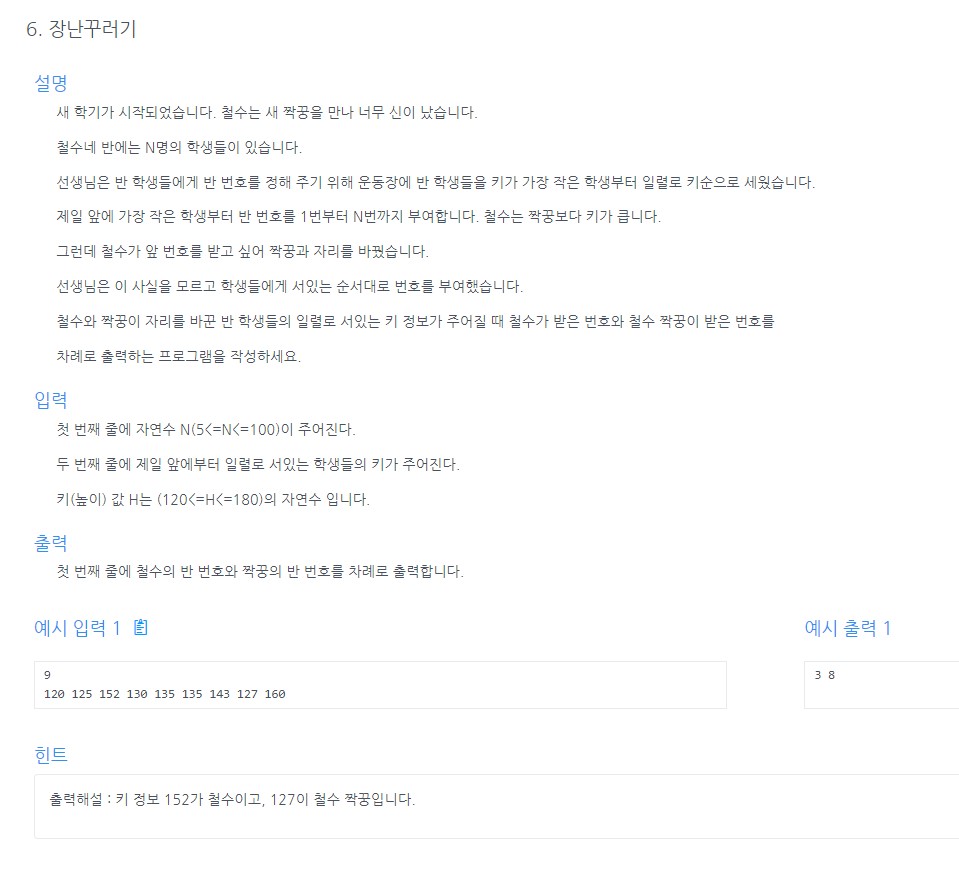 6. 장난꾸러기
설명
새 학기가 시작되었습니다. 철수는 새 짝꿍을 만나 너무 신이 났습니다.
철수네 반에는 N명의 학생들이 있습니다.
선생님은 반 학생들에게 반 번호를 정해 주기 위해 운동장에 반 학생들을 키가 가장 작은 학생부터 일렬로 키순으로 세웠습니다.
제일 앞에 가장 작은 학생부터 반 번호를 1번부터 N번까지 부여합니다. 철수는 짝꿍보다 키가 큽니다.
그런데 철수가 앞 번호를 받고 싶어 짝꿍과 자리를 바꿨습니다.
선생님은 이 사실을 모르고 학생들에게 서있는 순서대로 번호를 부여했습니다.
철수와 짝꿍이 자리를 바꾼 반 학생들의 일렬로 서있는 키 정보가 주어질 때 철수가 받은 번호와 철수 짝꿍이 받은 번호를
차례로 출력하는 프로그램을 작성하세요.
입력
첫 번째 줄에 자연수 N(5<=N<=100)이 주어진다.
두 번째 줄에 제일 앞에부터 일렬로 서있는 학생들의 키가 주어진다.
키(높이) 값 H는 (120<=H<=180)의 자연수 입니다.
출력
첫 번째 줄에 철수의 반 번호와 짝꿍의 반 번호를 차례로 출력합니다.
예시 입력 1
예시 출력 1
9
120 125 152 130 135 135 143 127 160
3 8
힌트
출력해설 : 키 정보 152가 철수이고, 127이 철수 짝꿍입니다.